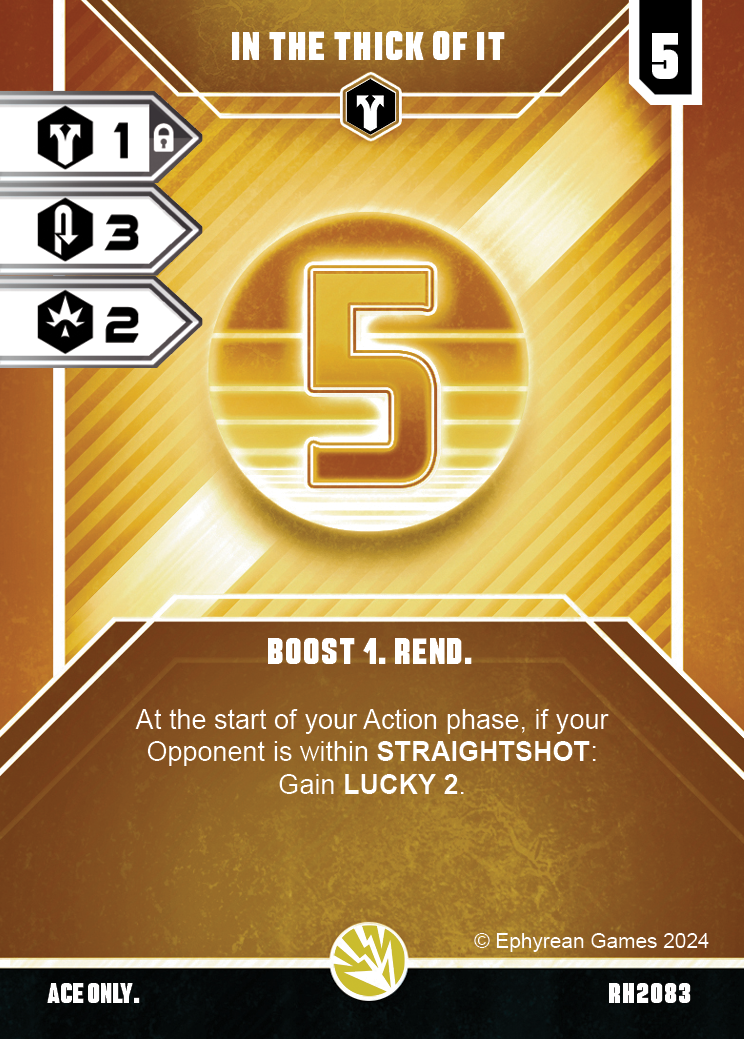 IN THE THICK OF IT
5
1
3
2
5
BOOST 1. REND.
At the start of your Action phase, if your
Opponent is within STRAIGHTSHOT:
Gain LUCKY 2.
© Ephyrean Games 2024
ACE ONLY.
RH2083